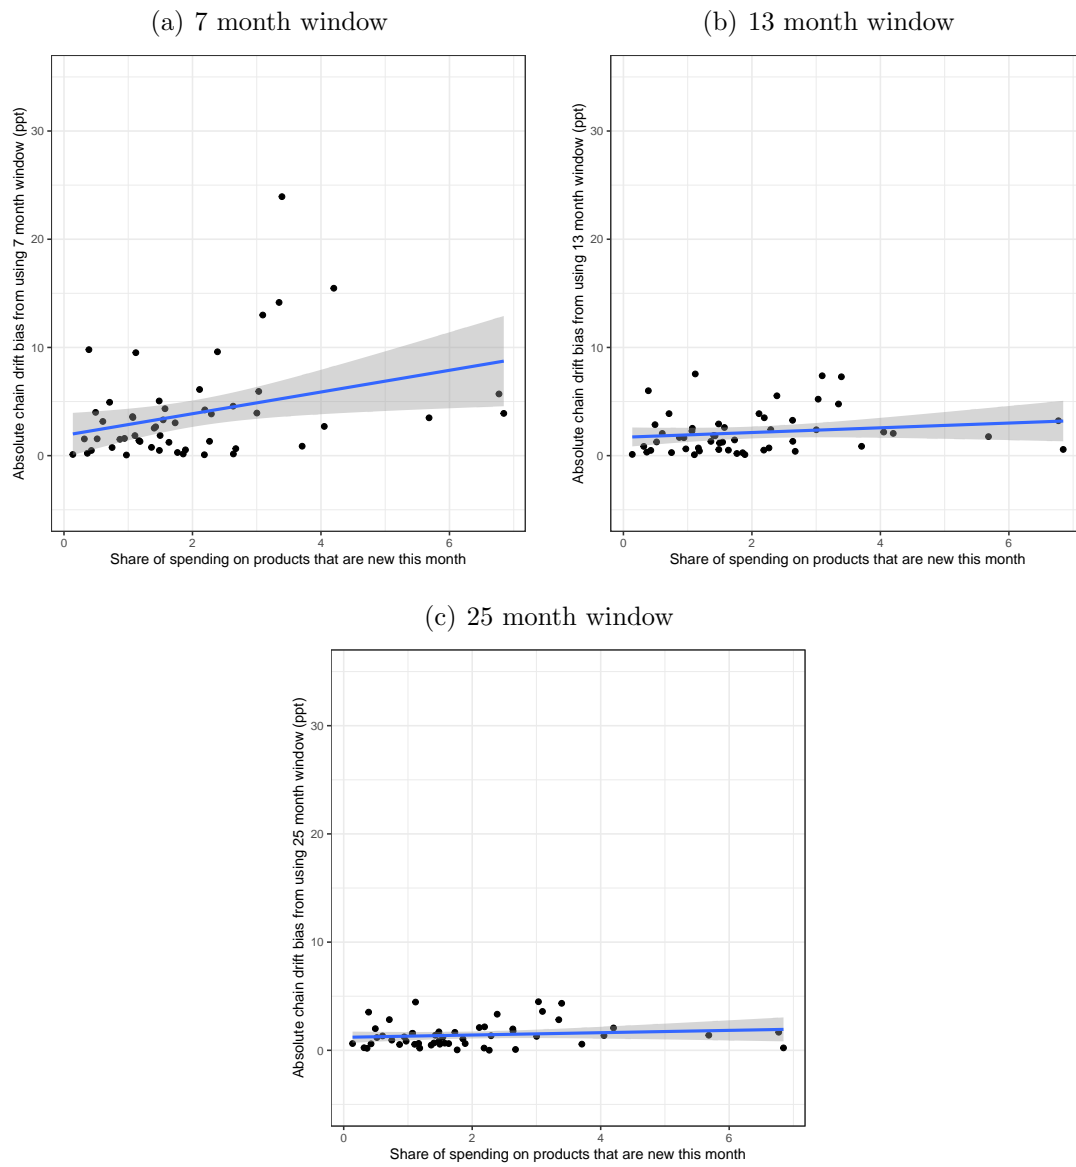 (a) 7 month window
Absolute chain drift bias from using 7 month window (ppt)
30
20
10
0
0 2 4 6
Share of spending on products that are new this month
(b) 13 month window
Absolute chain drift bias from using 13 month window (ppt)
30
20
10
0
0 2 4 6
Share of spending on products that are new this month
(c) 25 month window
Absolute chain drift bias from using 25 month window (ppt)
30
20
10
0
0 2 4 6
Share of spending on products that are new this month